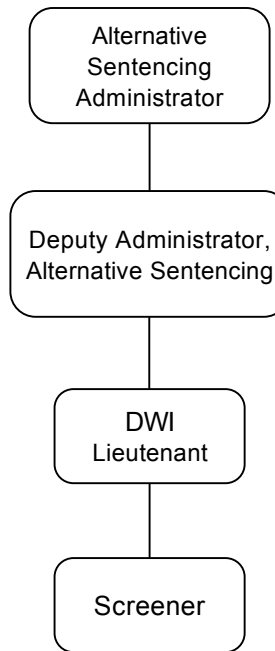 Alternative
Sentencing
Administrator
Deputy Administrator,
Alternative Sentencing
DWI
Lieutenant
Screener